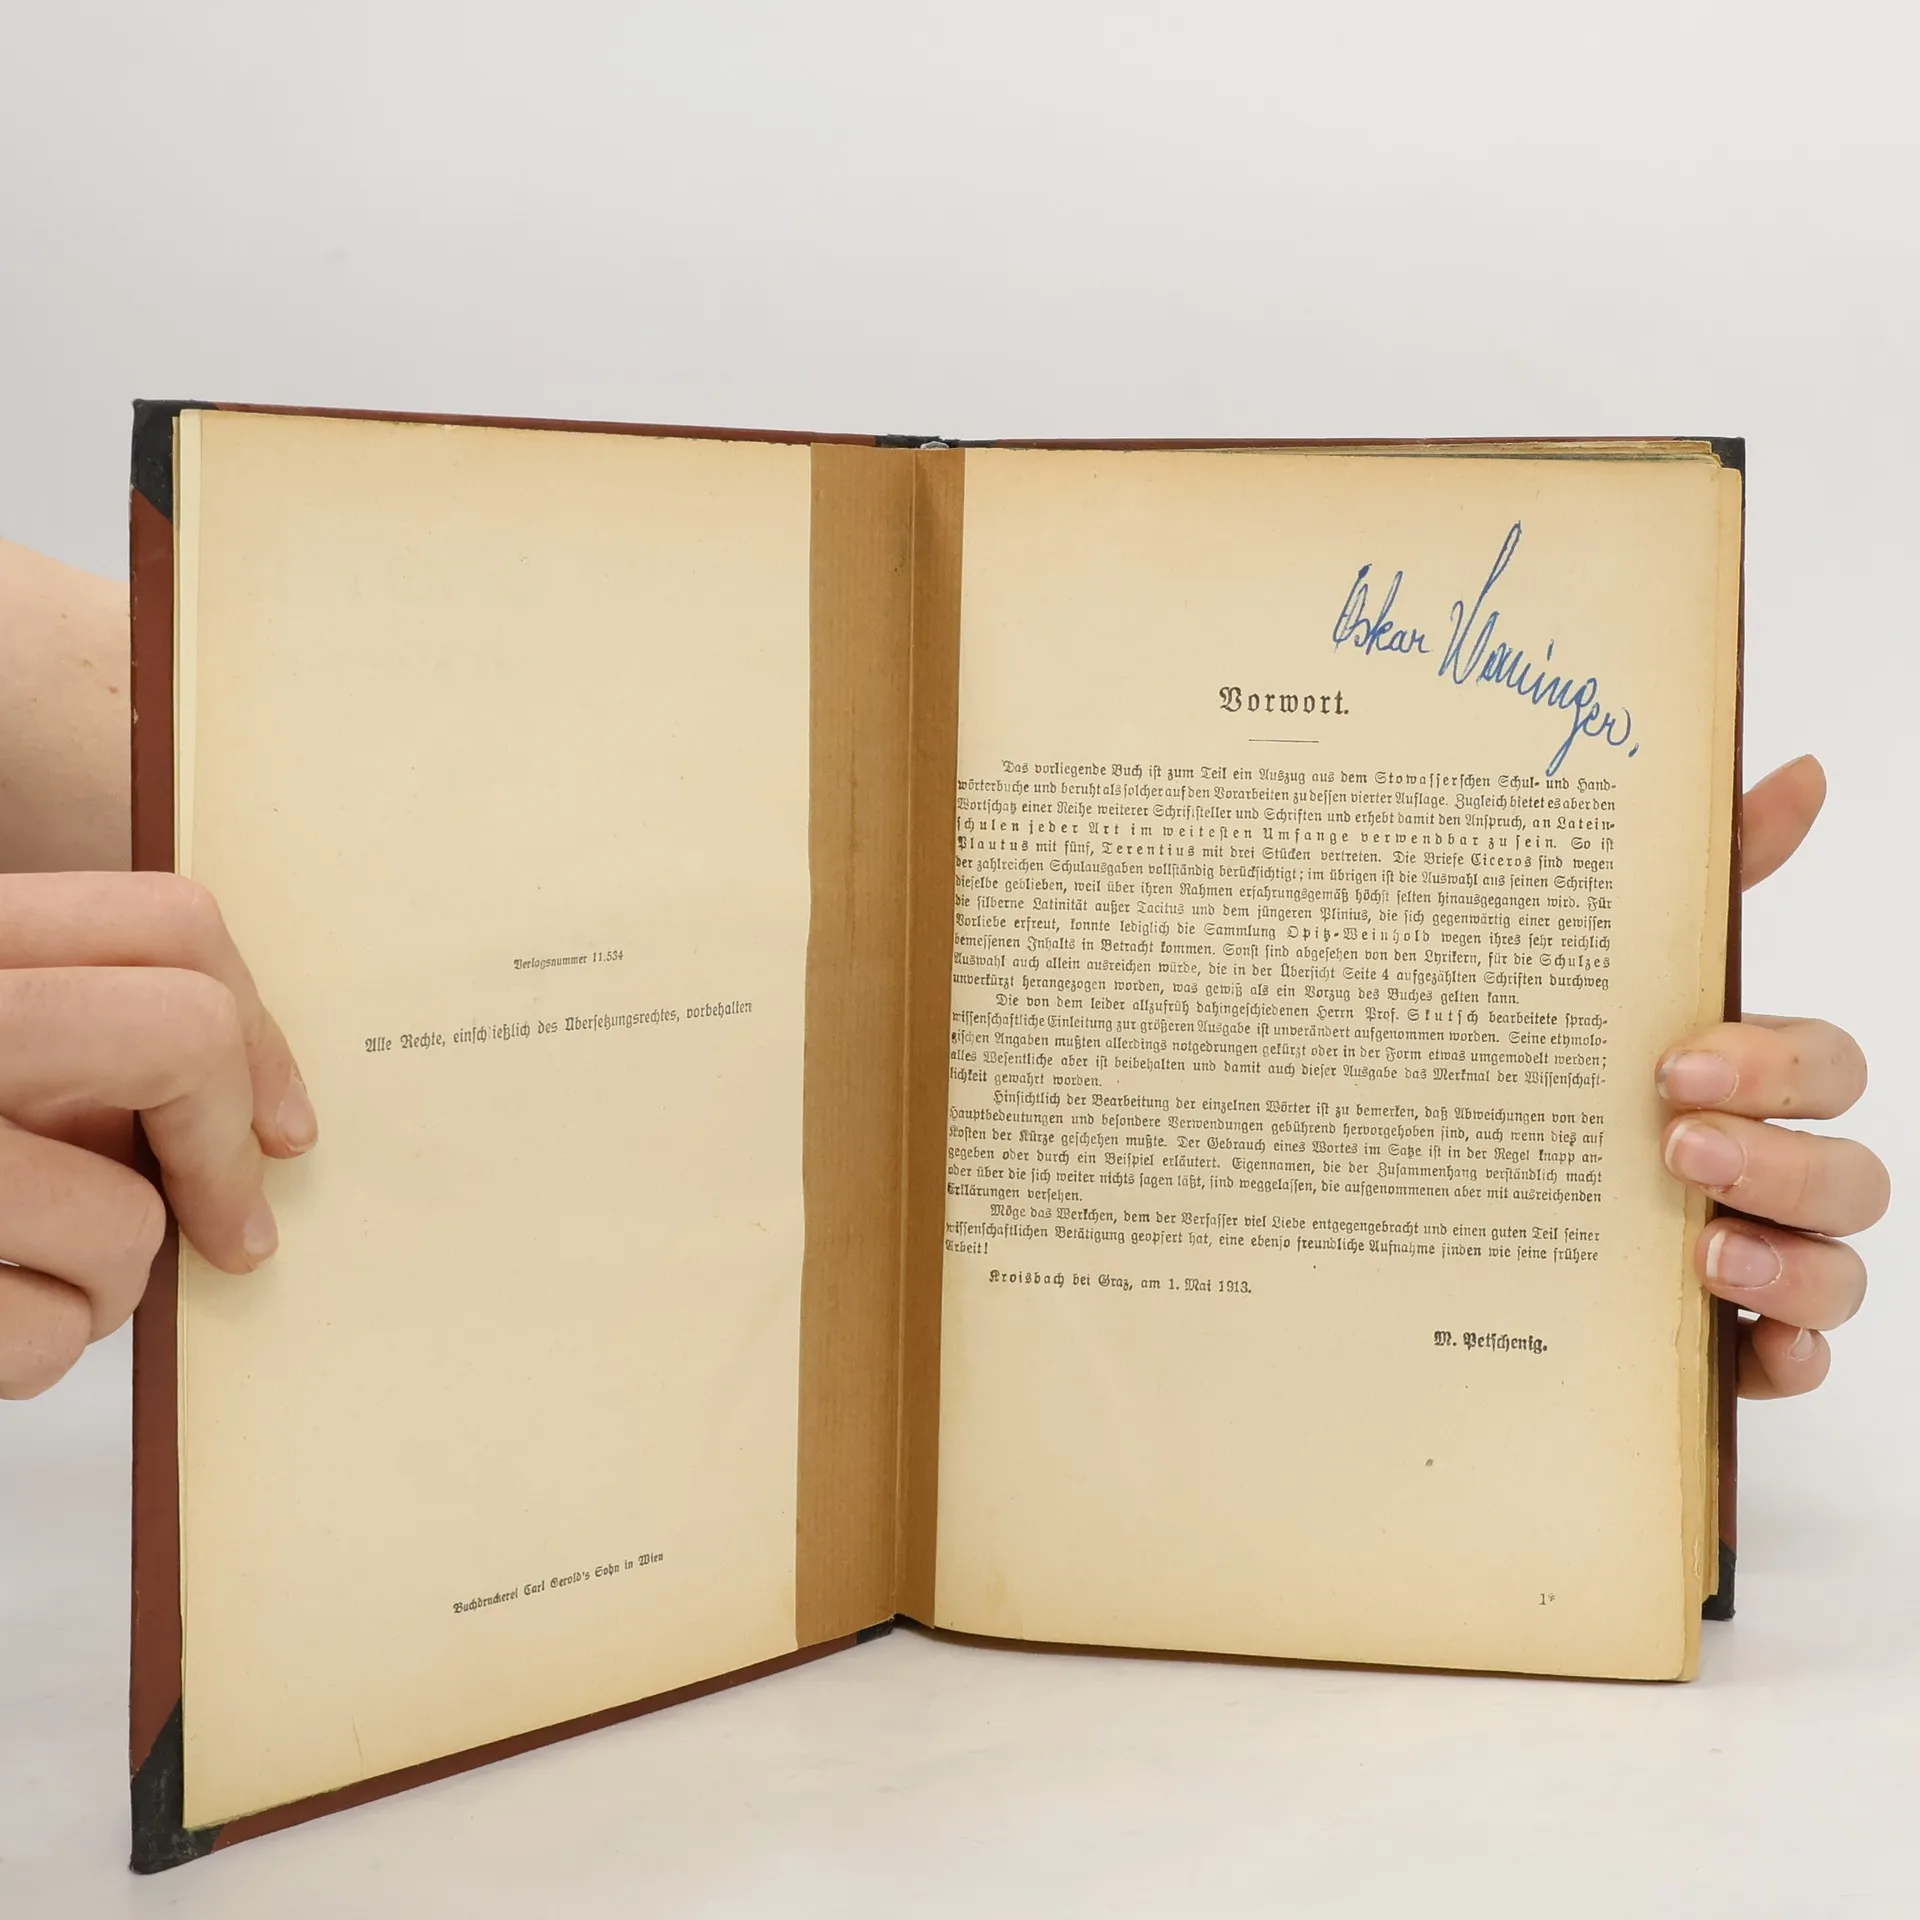 Verlagsnummer 11.534
Alle Rechte, einschließlich des Übersetzungsrechtes, vorbehalten
Buchdruckerei Carl Gerold's Sohn in Wien
Oskar
Vorwort.
Das vorliegende Buch ist zum Teil ein Auszug aus dem Stowasserschen Schul- und Hand-
wörterbuche und beruht als solcher auf den Vorarbeiten zu dessen vierter Auflage. Zugleich bietet es aber den
Wortschatz einer Reihe weiterer Schriftsteller und Schriften und erhebt damit den Anspruch, an Latein-
schulen jeder Art im weitesten Umfange verwendbar zu sein. So ist
Plautus mit fünf, Terentius mit drei Stücken vertreten. Die Briefe Ciceros sind wegen
der zahlreichen Schulausgaben vollständig berücksichtigt; im übrigen ist die Auswahl aus seinen Schriften
dieselbe geblieben, weil über ihren Rahmen erfahrungsgemäß höchst selten hinausgegangen wird. Für
die silberne Latinität außer Tacitus und dem jüngeren Plinius, die sich gegenwärtig einer gewissen
Vorliebe erfreut, konnte lediglich die Sammlung Opitz-Weinhold wegen ihres sehr reichlich
bemessenen Inhalts in Betracht kommen. Sonst sind abgesehen von den Lyrikern, für die Schulzes
Auswahl auch allein ausreichen würde, die in der Übersicht Seite 4 aufgezählten Schriften durchweg
unverkürzt herangezogen worden, was gewiß als ein Vorzug des Buches gelten kann.
Die von dem leider allzufrüh dahingeschiedenen Herrn Prof. Skutsch bearbeitete sprach-
wissenschaftliche Einleitung zur größeren Ausgabe ist unverändert aufgenommen worden. Seine etymolo-
gischen Angaben mußten allerdings notgedrungen gekürzt oder in der Form etwas umgemodelt werden;
alles Wesentliche aber ist beibehalten und damit auch dieser Ausgabe das Merkmal der Wissenschaft-
lichkeit gewahrt worden.
Hinsichtlich der Bearbeitung der einzelnen Wörter ist zu bemerken, daß Abweichungen von den
Hauptbedeutungen und besondere Verwendungen gebührend hervorgehoben sind, auch wenn dies auf
Kosten der Kürze geschehen mußte. Der Gebrauch eines Wortes im Satze ist in der Regel knapp an-
gegeben oder durch ein Beispiel erläutert. Eigennamen, die der Zusammenhang verständlich macht
oder über die sich weiter nichts sagen läßt, sind weggelassen, die aufgenommenen aber mit ausreichenden
Erklärungen versehen.
Möge das Werkchen, dem der Verfasser viel Liebe entgegengebracht und einen guten Teil seiner
wissenschaftlichen Betätigung geopfert hat, eine ebenso freundliche Aufnahme finden wie seine frühere
Arbeit!
Kroisbach bei Graz, am 1. Mai 1913.
M. Petschenig.
1*